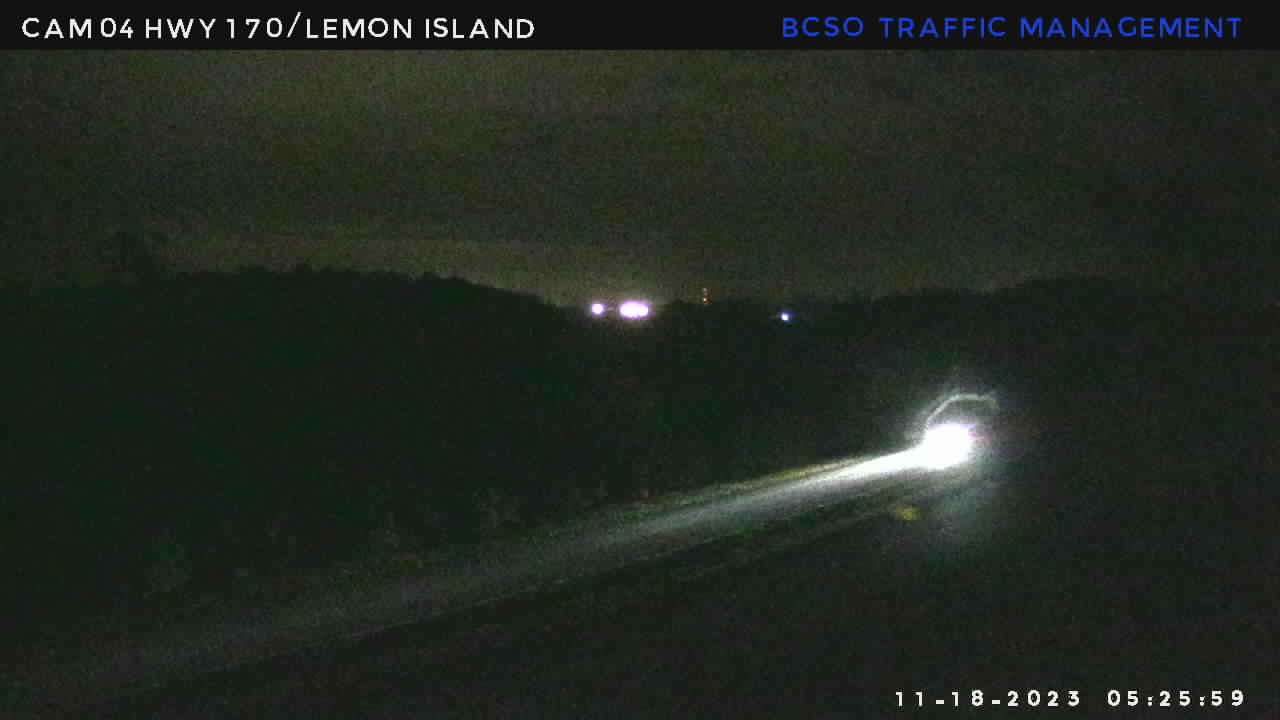 CAM04 HWY 170/LEMON ISLAND
BCSO TRAFFIC MANAGEMENT
11-18-2023 05:25:59